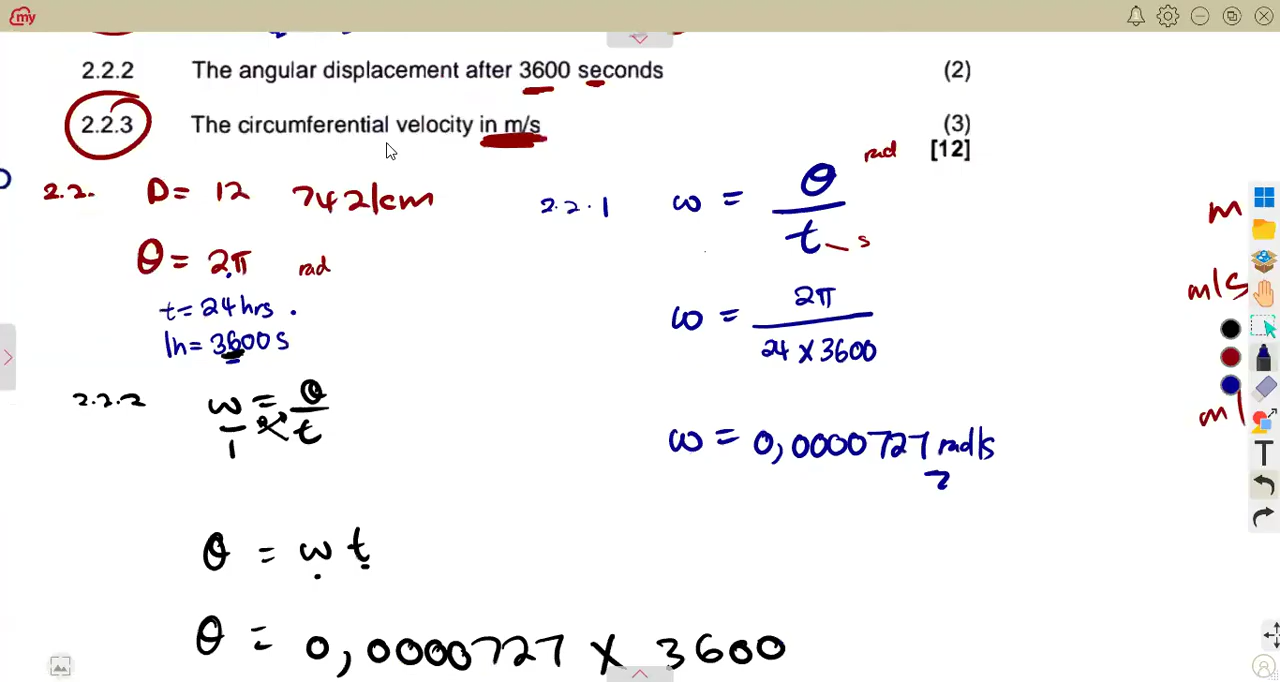 my
2.2.2 The angular displacement after 3600 seconds (2)
2.2.3 The circumferential velocity in m/s (3)
[12]
2.2. D = 12 742 km
θ = 2π rad
t = 24 hrs.
1h = 3600 s
2.2.1 ω = θ rad / t s
ω = 2π / 24 × 3600
ω = 0,0000727 rad/s
2.2.2 ω/1 = θ/t
θ = ω t
θ = 0,0000727 × 3600
m
m/s
m/
T